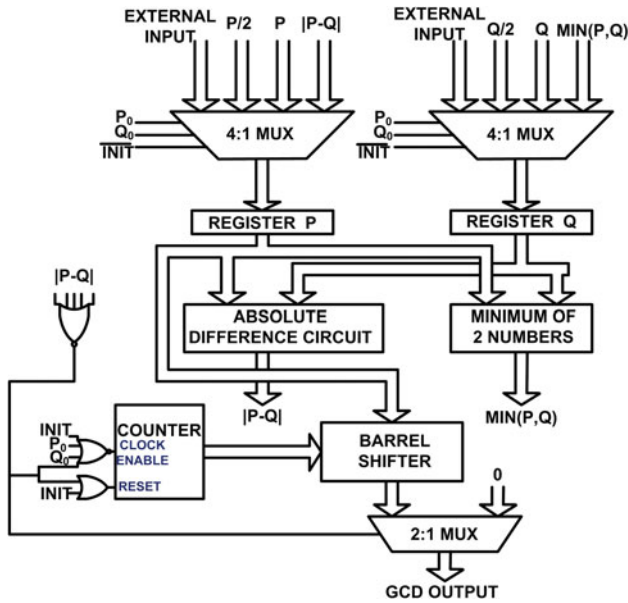 EXTERNAL INPUT P/2 P |P-Q|
EXTERNAL INPUT Q/2 Q MIN(P,Q)
P₀
Q₀
INIT
4:1 MUX
P₀
Q₀
INIT
4:1 MUX
REGISTER P
REGISTER Q
|P-Q|
ABSOLUTE
DIFFERENCE CIRCUIT
MINIMUM OF
2 NUMBERS
|P-Q|
MIN(P,Q)
INIT
P₀
Q₀
INIT
COUNTER
CLOCK
ENABLE
RESET
BARREL
SHIFTER
0
2:1 MUX
GCD OUTPUT